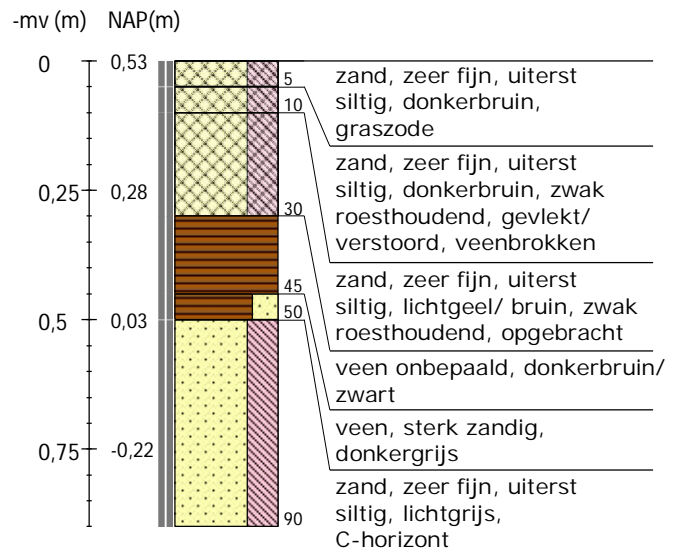 -mv (m) NAP(m)
0 0,53
5
10
0,25 0,28
30
45
50
0,5 0,03
0,75 -0,22
90
zand, zeer fijn, uiterst
siltig, donkerbruin,
graszode
zand, zeer fijn, uiterst
siltig, donkerbruin, zwak
roesthoudend, gevlekt/
verstoord, veenbrokken
zand, zeer fijn, uiterst
siltig, lichtgeel/ bruin, zwak
roesthoudend, opgebracht
veen onbepaald, donkerbruin/
zwart
veen, sterk zandig,
donkergrijs
zand, zeer fijn, uiterst
siltig, lichtgrijs,
C-horizont